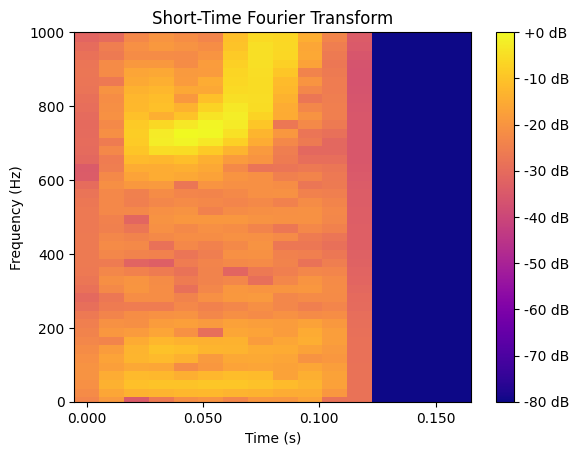 Short-Time Fourier Transform
1000
800
600
400
200
0
Frequency (Hz)
0.000
0.050
0.100
0.150
Time (s)
+0 dB
-10 dB
-20 dB
-30 dB
-40 dB
-50 dB
-60 dB
-70 dB
-80 dB